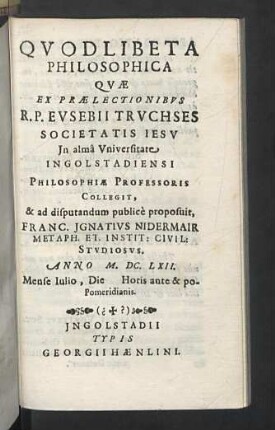 QVODLIBETA
PHILOSOPHICA
QVÆ
EX PRÆLECTIONIBVS
R. P. EVSEBII TRVCHSES
SOCIETATIS IESV
Jn almâ Vniversitate
INGOLSTADIENSI
PHILOSOPHIÆ PROFESSORIS
COLLEGIT,
& ad disputandum publicè proposuit,
FRANC. JGNATIVS NIDERMAIR
METAPH. ET. INSTIT: CIVIL:
STVDIOSVS.
ANNO M. DC. LXII.
Mense Iulio, Die Horis ante & po-
Pomeridianis.
JNGOLSTADII
TYPIS
GEORGII HÆNLINI.